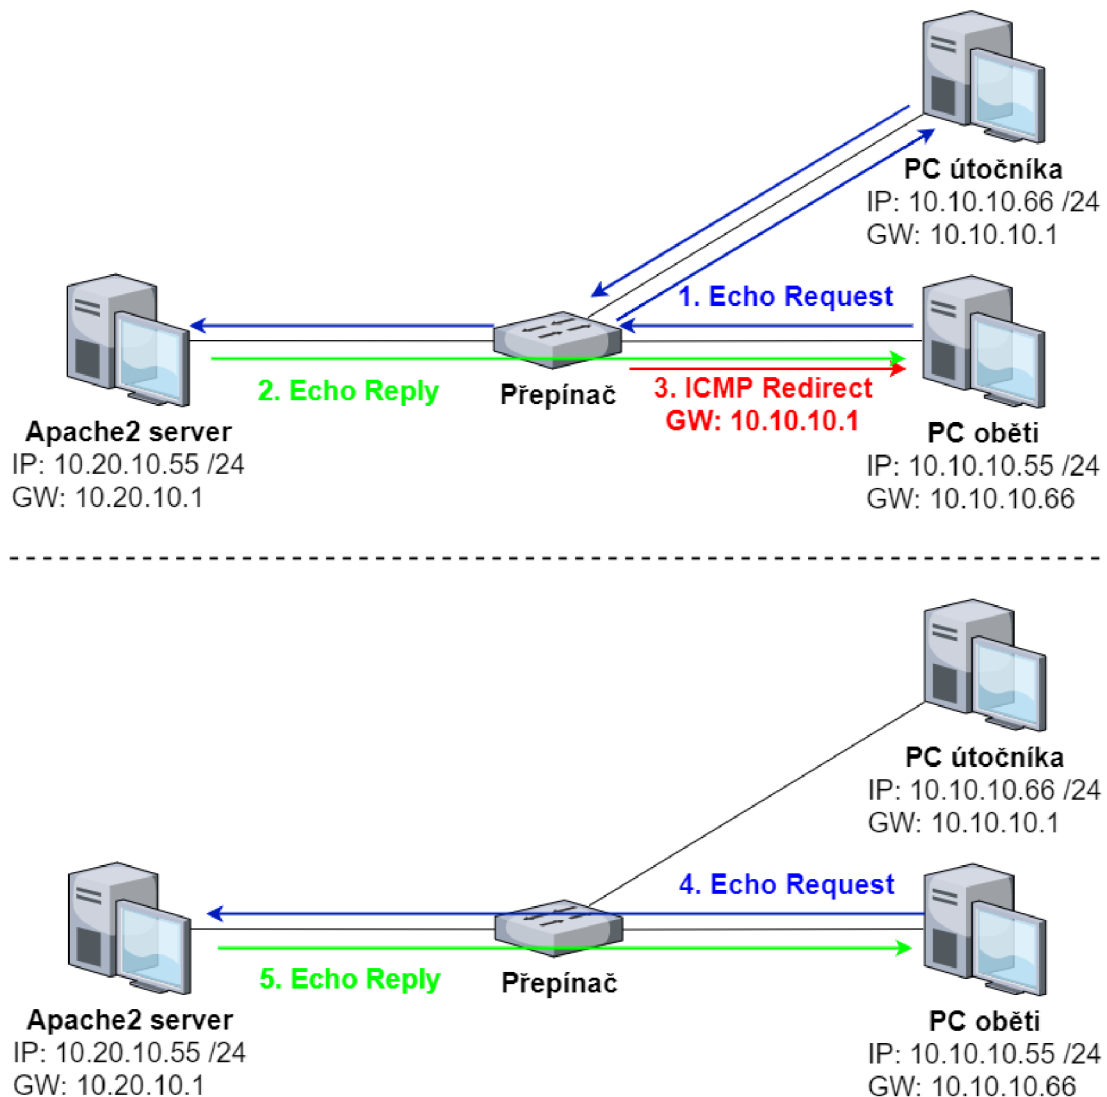 PC útočníka
IP: 10.10.10.66 /24
GW: 10.10.10.1
1. Echo Request
2. Echo Reply
Přepínač
3. ICMP Redirect
GW: 10.10.10.1
Apache2 server
IP: 10.20.10.55 /24
GW: 10.20.10.1
PC oběti
IP: 10.10.10.55 /24
GW: 10.10.10.66
PC útočníka
IP: 10.10.10.66 /24
GW: 10.10.10.1
4. Echo Request
5. Echo Reply
Přepínač
Apache2 server
IP: 10.20.10.55 /24
GW: 10.20.10.1
PC oběti
IP: 10.10.10.55 /24
GW: 10.10.10.66